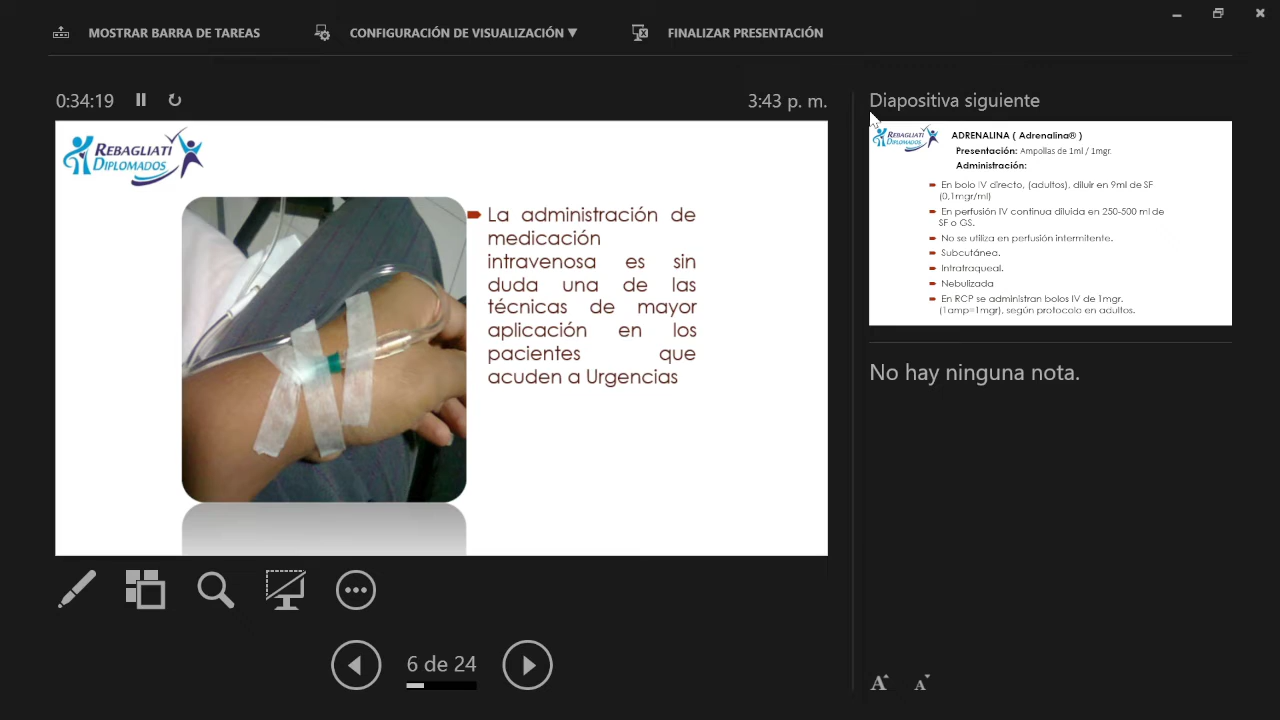 MOSTRAR BARRA DE TAREAS
CONFIGURACIÓN DE VISUALIZACIÓN ▼
FINALIZAR PRESENTACIÓN
0:34:19
3:43 p. m.
REBAGLIATI
DIPLOMADOS
La administración de
medicación
intravenosa es sin
duda una de las
técnicas de mayor
aplicación en los
pacientes que
acuden a Urgencias
6 de 24
Diapositiva siguiente
REBAGLIATI
DIPLOMADOS
ADRENALINA ( Adrenalina® )
Presentación: Ampollas de 1ml / 1mgr.
Administración:
En bolo IV directo, (adultos), diluir en 9ml de SF
(0,1mgr/ml)
En perfusión IV continua diluida en 250-500 ml de
SF o GS.
No se utiliza en perfusión intermitente.
Subcutánea.
Intratraqueal.
Nebulizada
En RCP se administran bolos IV de 1mgr.
(1amp=1mgr), según protocolo en adultos.
No hay ninguna nota.
A A